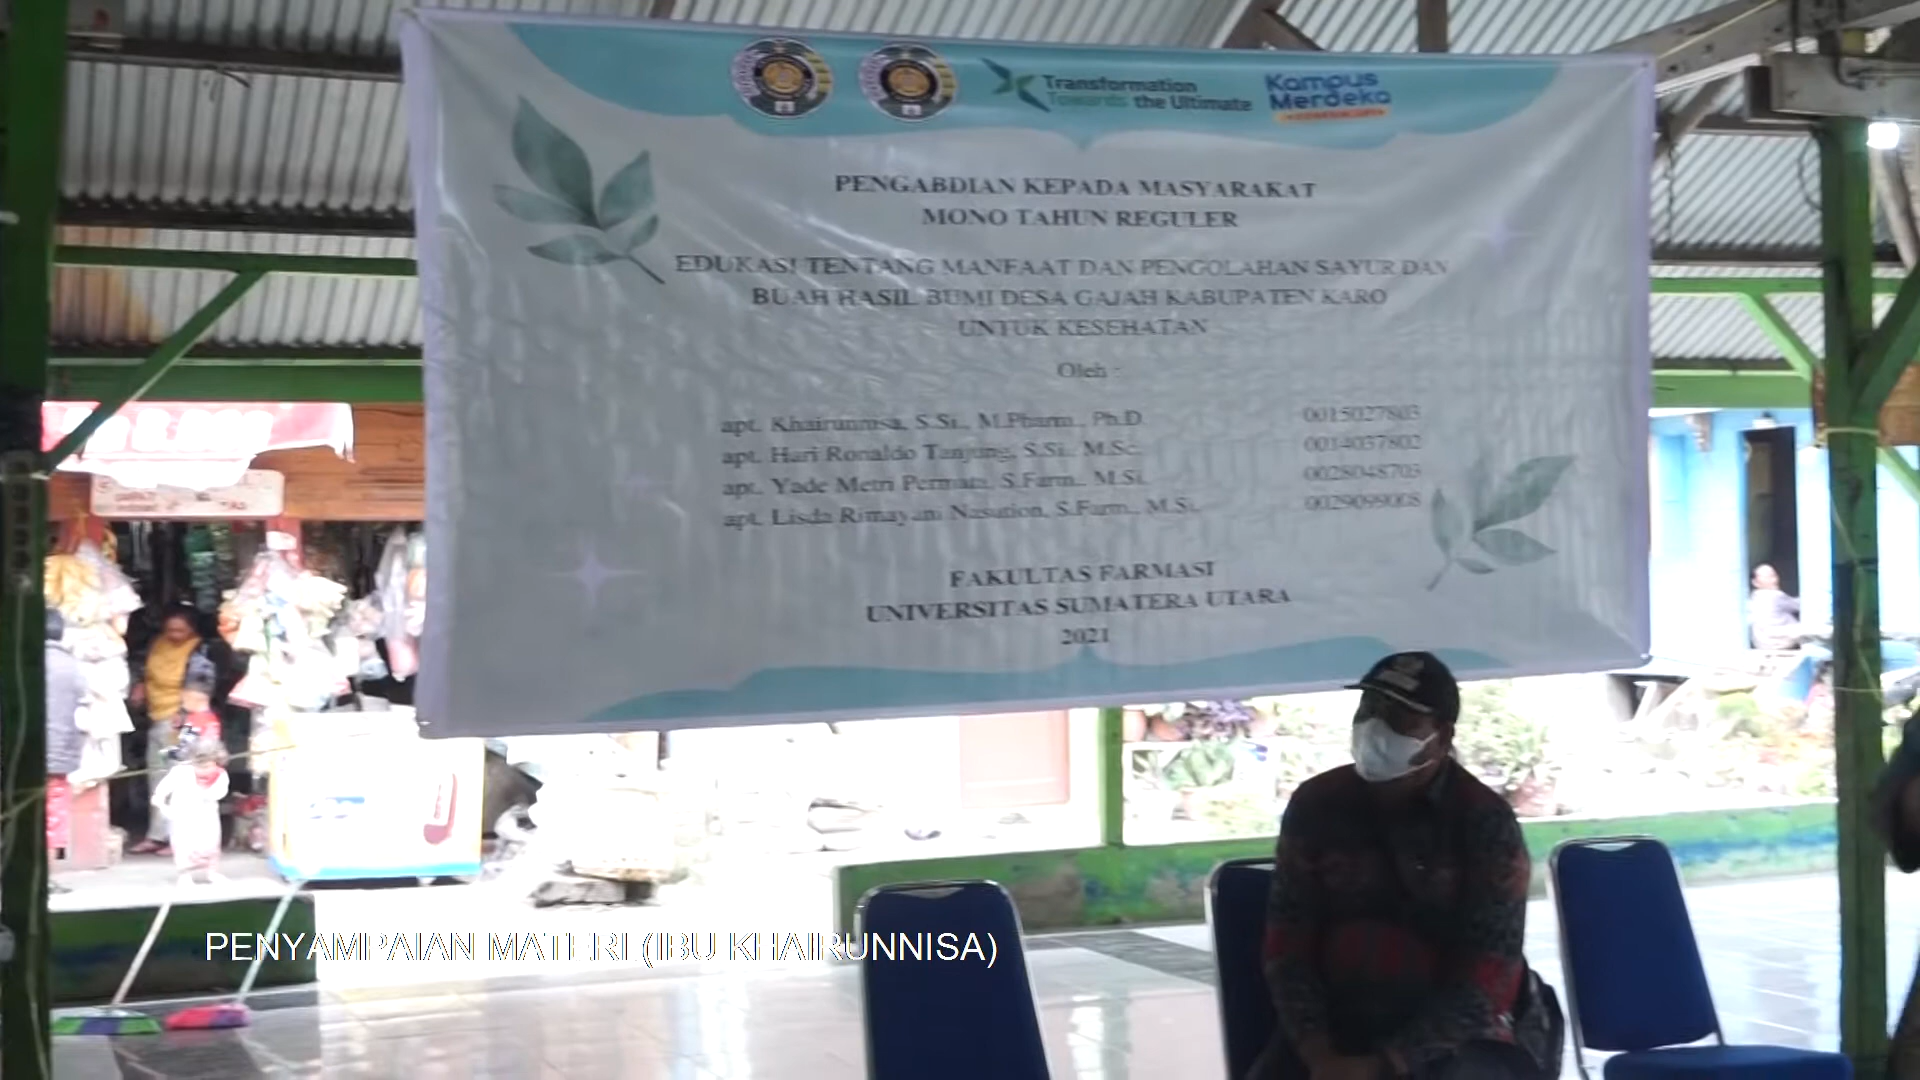 Transformation
Towards the Ultimate
Kampus
Merdeka
PENGABDIAN KEPADA MASYARAKAT
MONO TAHUN REGULER
EDUKASI TENTANG MANFAAT DAN PENGOLAHAN SAYUR DAN
BUAH HASIL BUMI DESA GAJAH KABUPATEN KARO
UNTUK KESEHATAN
Oleh :
apt. Khairunnisa, S.Si., M.Pharm., Ph.D 0015027803
apt. Hari Ronaldo Tanjung, S.Si., M.Sc. 0014037802
apt. Yade Metri Permata, S.Farm., M.Si. 0028048703
apt. Lisda Rimayani Nasution, S.Farm., M.Si. 0029099008
FAKULTAS FARMASI
UNIVERSITAS SUMATERA UTARA
2021
PENYAMPAIAN MATERI (IBU KHAIRUNNISA)